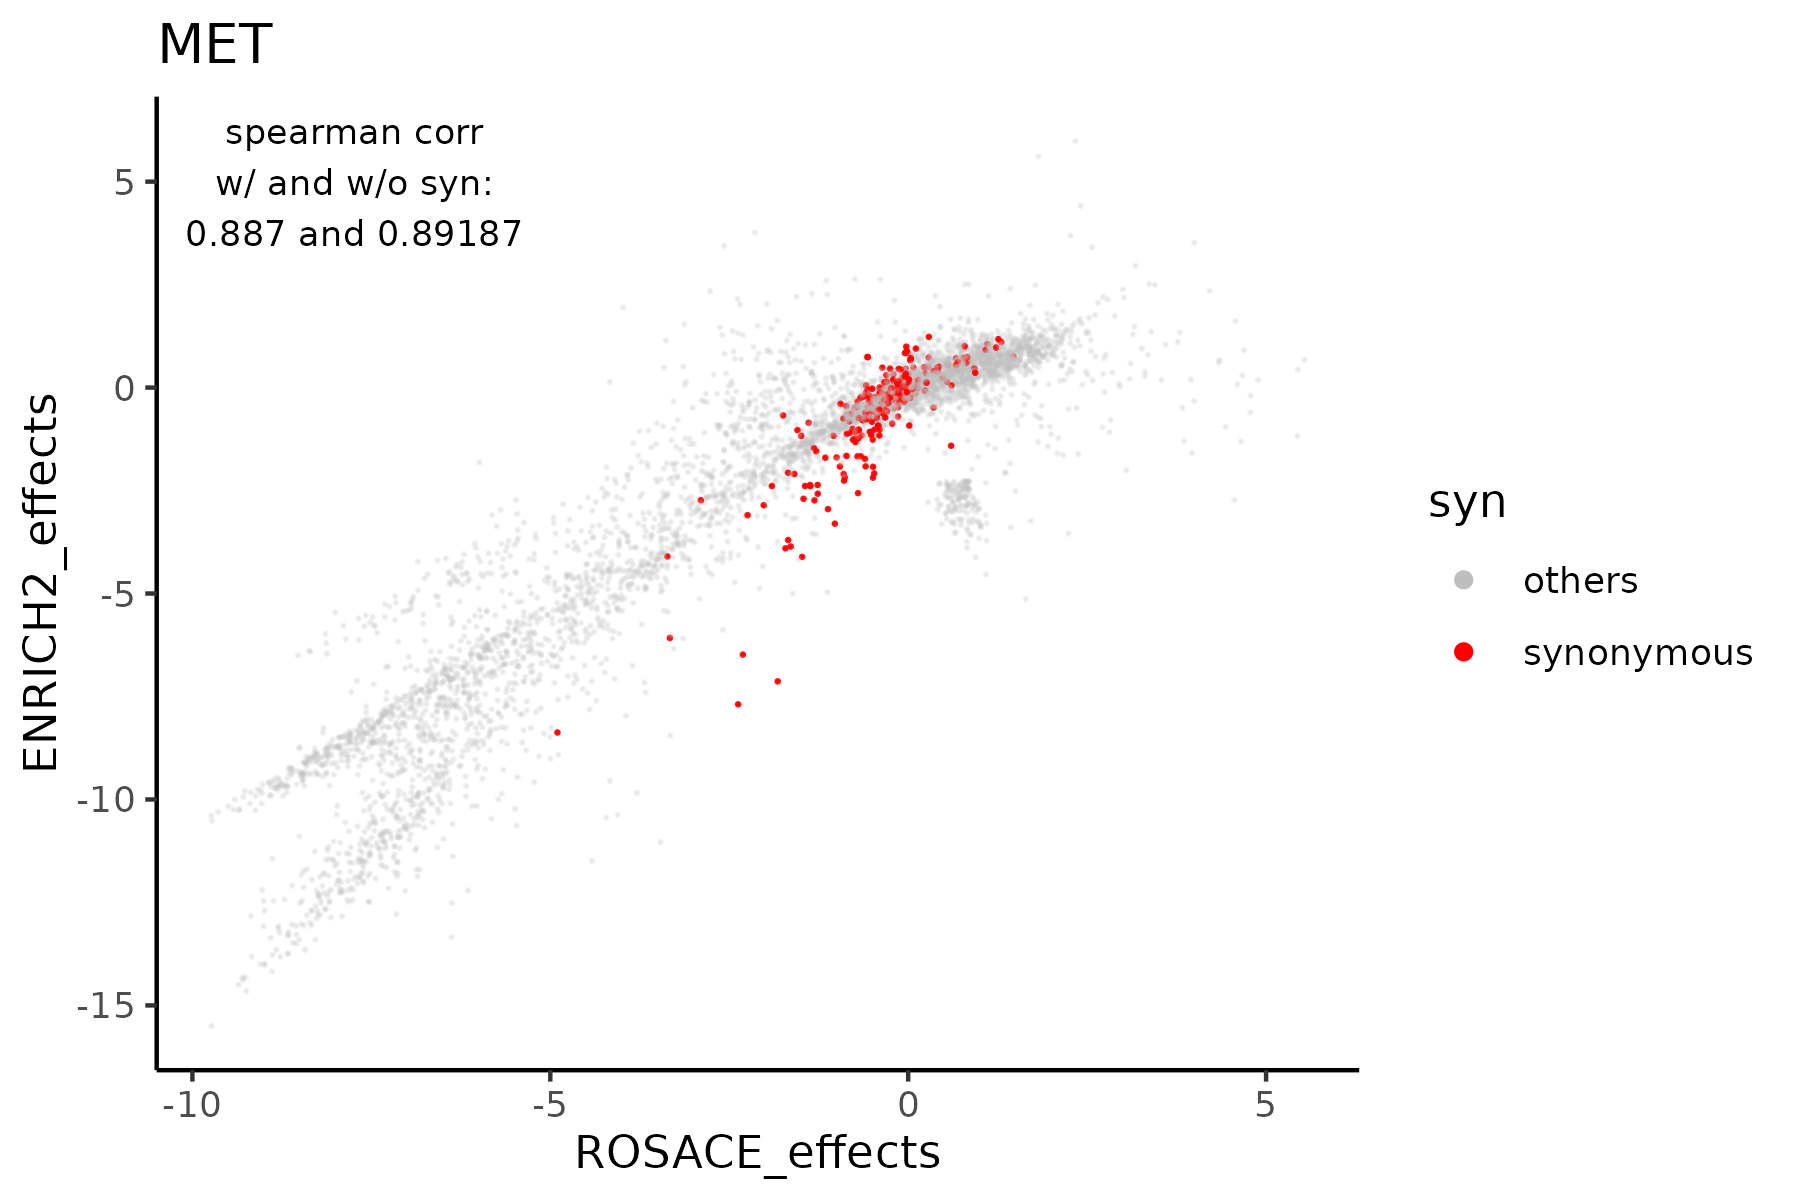 MET
spearman corr
w/ and w/o syn:
0.887 and 0.89187
ENRICH2_effects
5
0
-5
-10
-15
-10
-5
0
5
ROSACE_effects
syn
others
synonymous